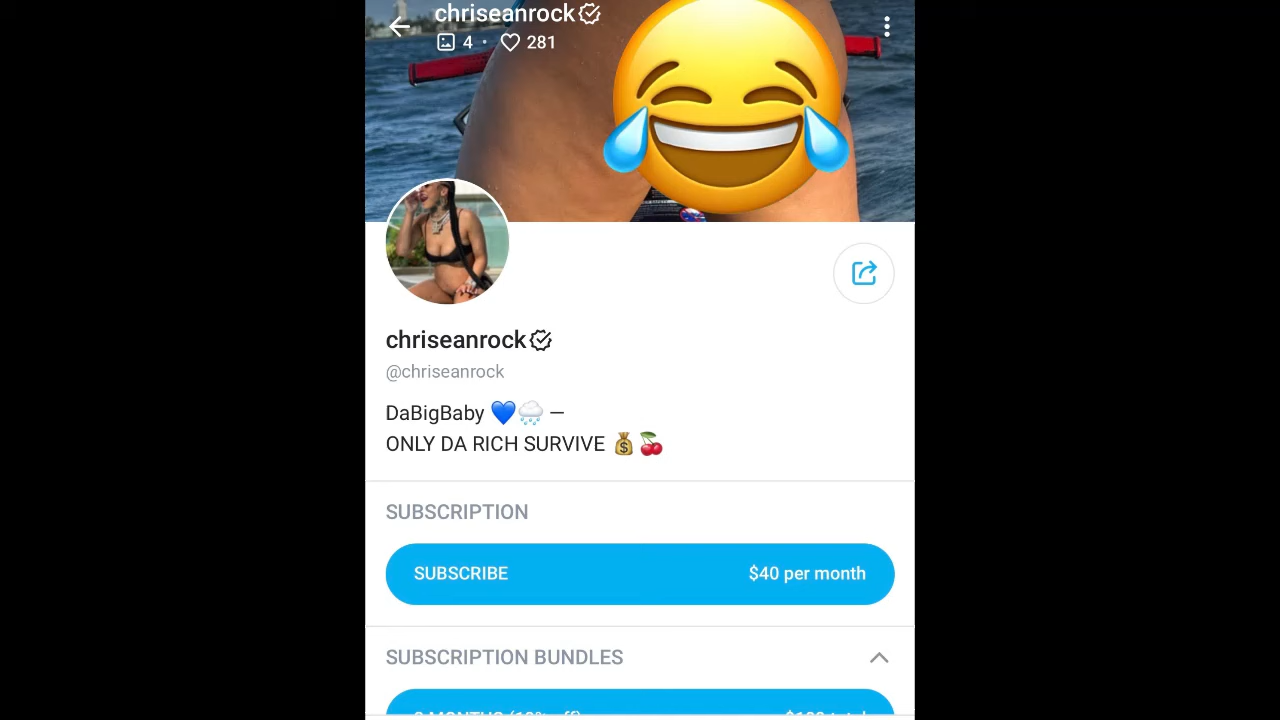 chriseanrock
4 · 281
chriseanrock
@chriseanrock
DaBigBaby 💙🌧️ —
ONLY DA RICH SURVIVE 💰🍒
SUBSCRIPTION
SUBSCRIBE $40 per month
SUBSCRIPTION BUNDLES